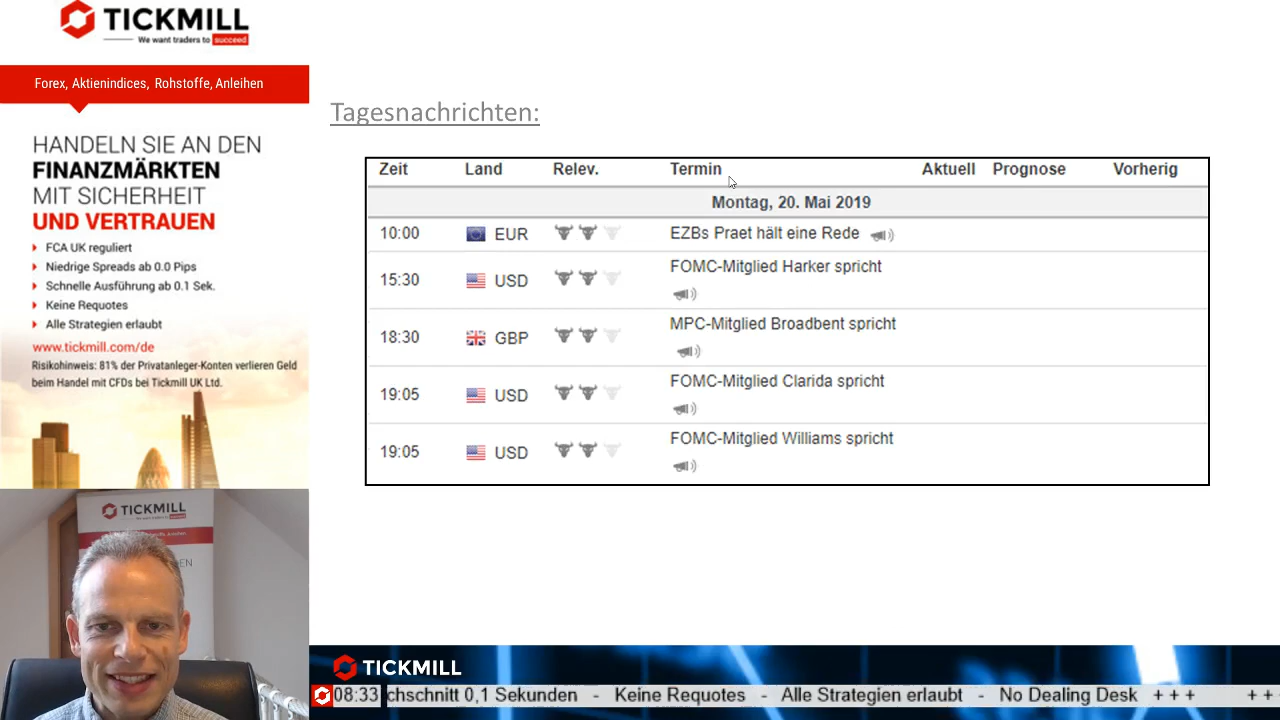 TICKMILL
We want traders to succeed
Forex, Aktienindices, Rohstoffe, Anleihen
HANDELN SIE AN DEN
FINANZMÄRKTEN
MIT SICHERHEIT
UND VERTRAUEN
FCA UK reguliert
Niedrige Spreads ab 0.0 Pips
Schnelle Ausführung ab 0.1 Sek.
Keine Requotes
Alle Strategien erlaubt
www.tickmill.com/de
Risikohinweis: 81% der Privatanleger-Konten verlieren Geld
beim Handel mit CFDs bei Tickmill UK Ltd.
Tagesnachrichten:
Zeit Land Relev. Termin Aktuell Prognose Vorherig
Montag, 20. Mai 2019
10:00 EUR EZBs Praet hält eine Rede
15:30 USD FOMC-Mitglied Harker spricht
18:30 GBP MPC-Mitglied Broadbent spricht
19:05 USD FOMC-Mitglied Clarida spricht
19:05 USD FOMC-Mitglied Williams spricht
TICKMILL
TICKMILL
08:33 chschnitt 0,1 Sekunden - Keine Requotes - Alle Strategien erlaubt - No Dealing Desk +++ ++